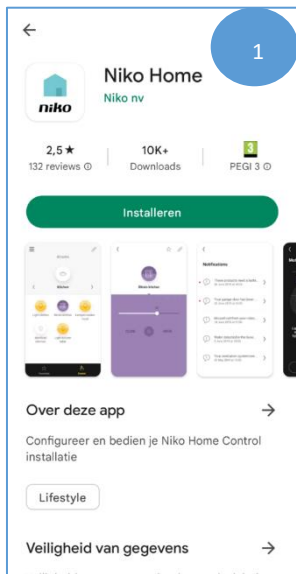 1
Niko Home
Niko nv
niko
2,5 ★
132 reviews
10K+
Downloads
3
PEGI 3
Installeren
Notifications
Over deze app
Configureer en bedien je Niko Home Control
installatie
Lifestyle
Veiligheid van gegevens